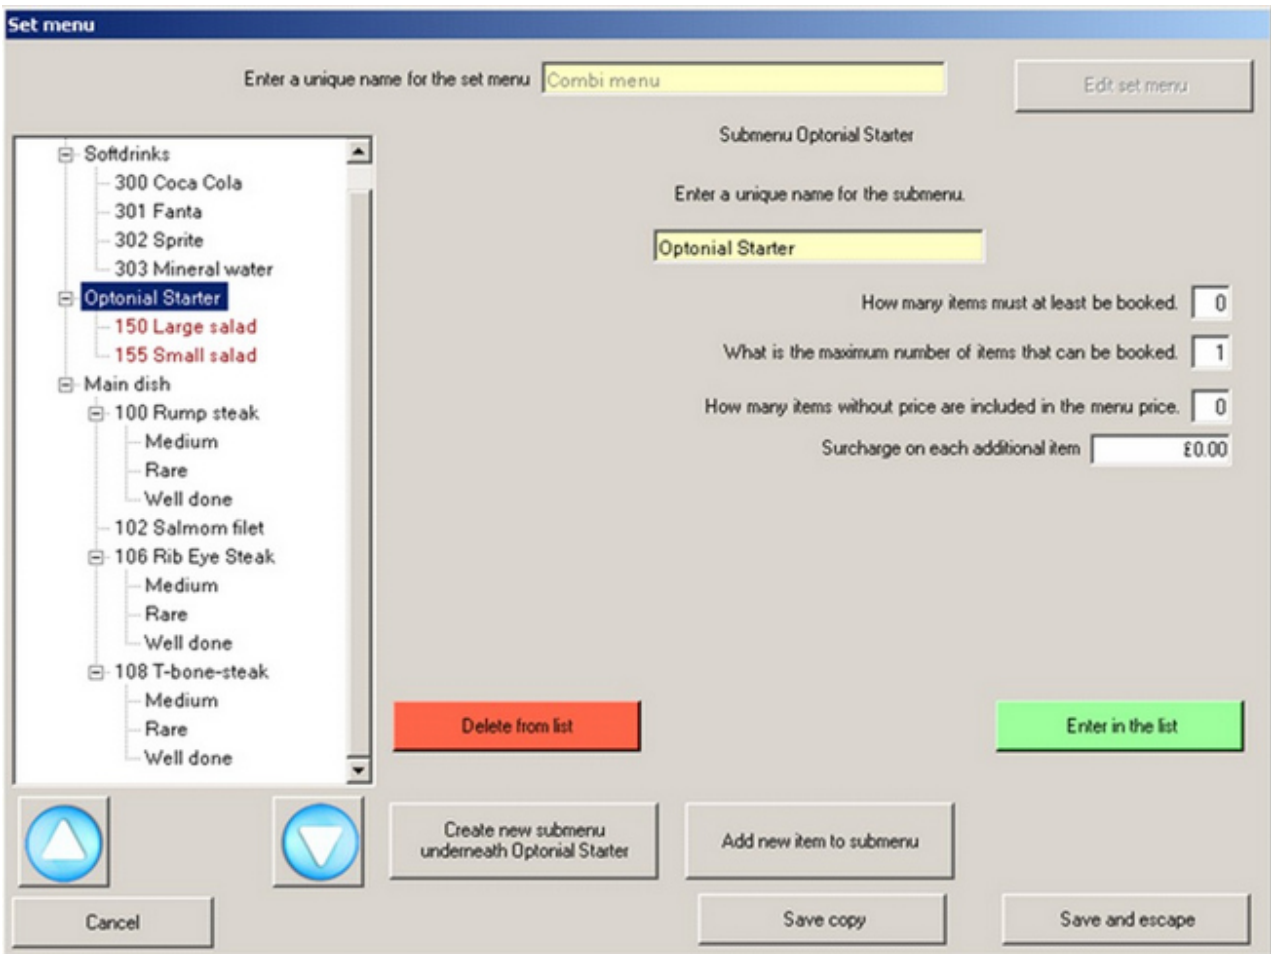 Set menu
Enter a unique name for the set menu Combi menu
Edit set menu
Softdrinks
300 Coca Cola
301 Fanta
302 Sprite
303 Mineral water
Optonial Starter
150 Large salad
155 Small salad
Main dish
100 Rump steak
Medium
Rare
Well done
102 Salmom filet
106 Rib Eye Steak
Medium
Rare
Well done
108 T-bone-steak
Medium
Rare
Well done
Submenu Optonial Starter
Enter a unique name for the submenu.
Optonial Starter
How many items must at least be booked. 0
What is the maximum number of items that can be booked. 1
How many items without price are included in the menu price. 0
Surcharge on each additional item £0.00
Delete from list
Enter in the list
Create new submenu
underneath Optonial Starter
Add new item to submenu
Cancel
Save copy
Save and escape